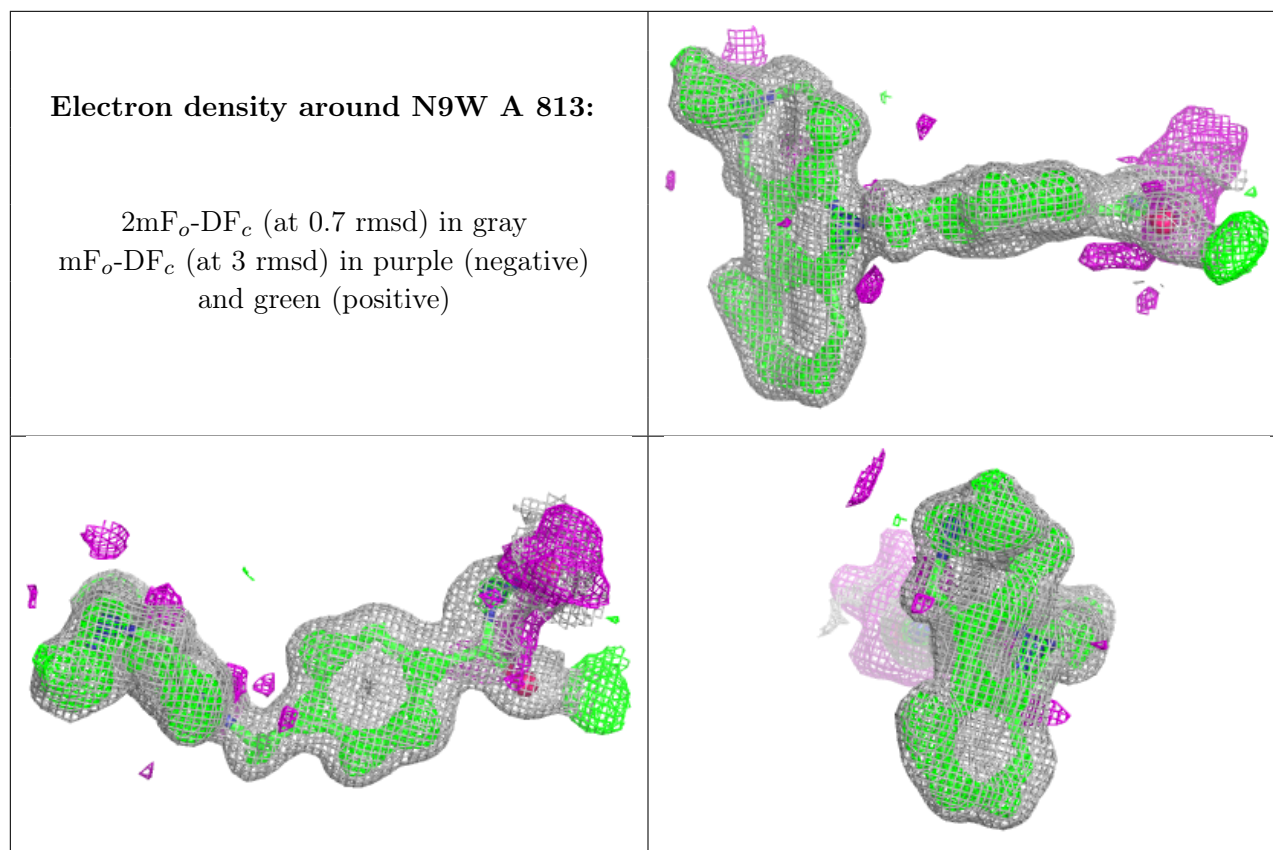 Electron density around N9W A 813:
2mFo-DFc (at 0.7 rmsd) in gray
mFo-DFc (at 3 rmsd) in purple (negative)
and green (positive)